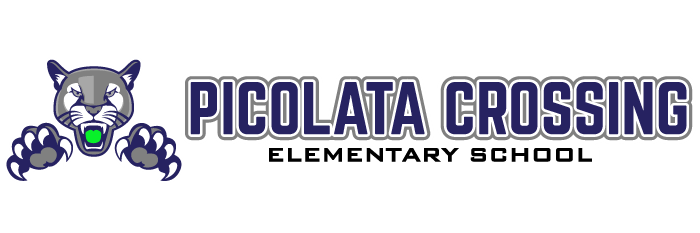 PICOLATA CROSSING
ELEMENTARY SCHOOL